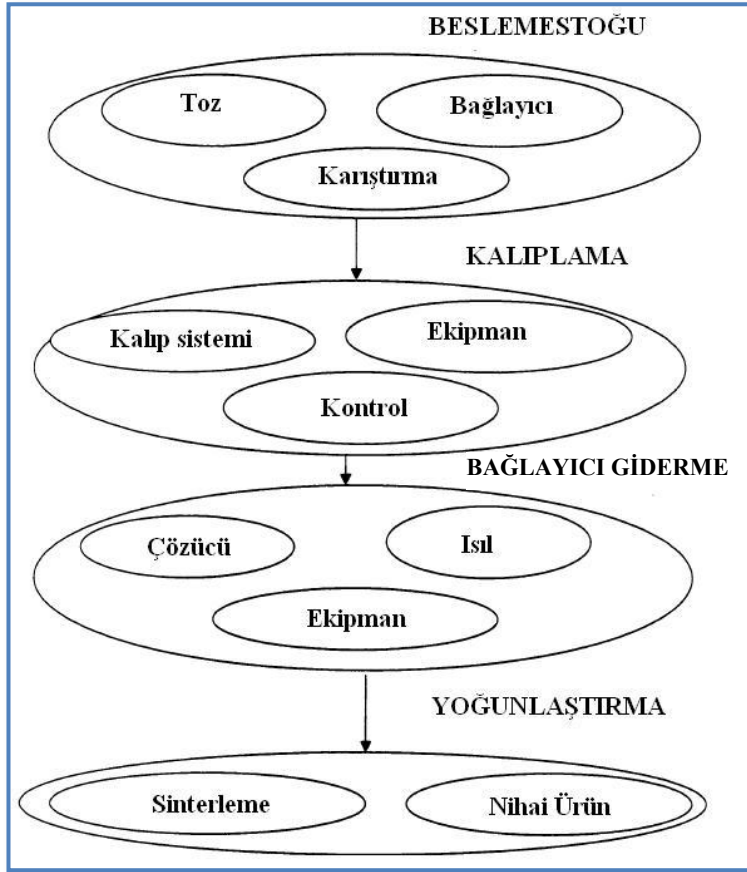 BESLEMESTOĞU
Toz
Bağlayıcı
Karıştırma
KALIPLAMA
Kalıp sistemi
Ekipman
Kontrol
BAĞLAYICI GİDERME
Çözücü
Isıl
Ekipman
YOĞUNLAŞTIRMA
Sinterleme
Nihai Ürün